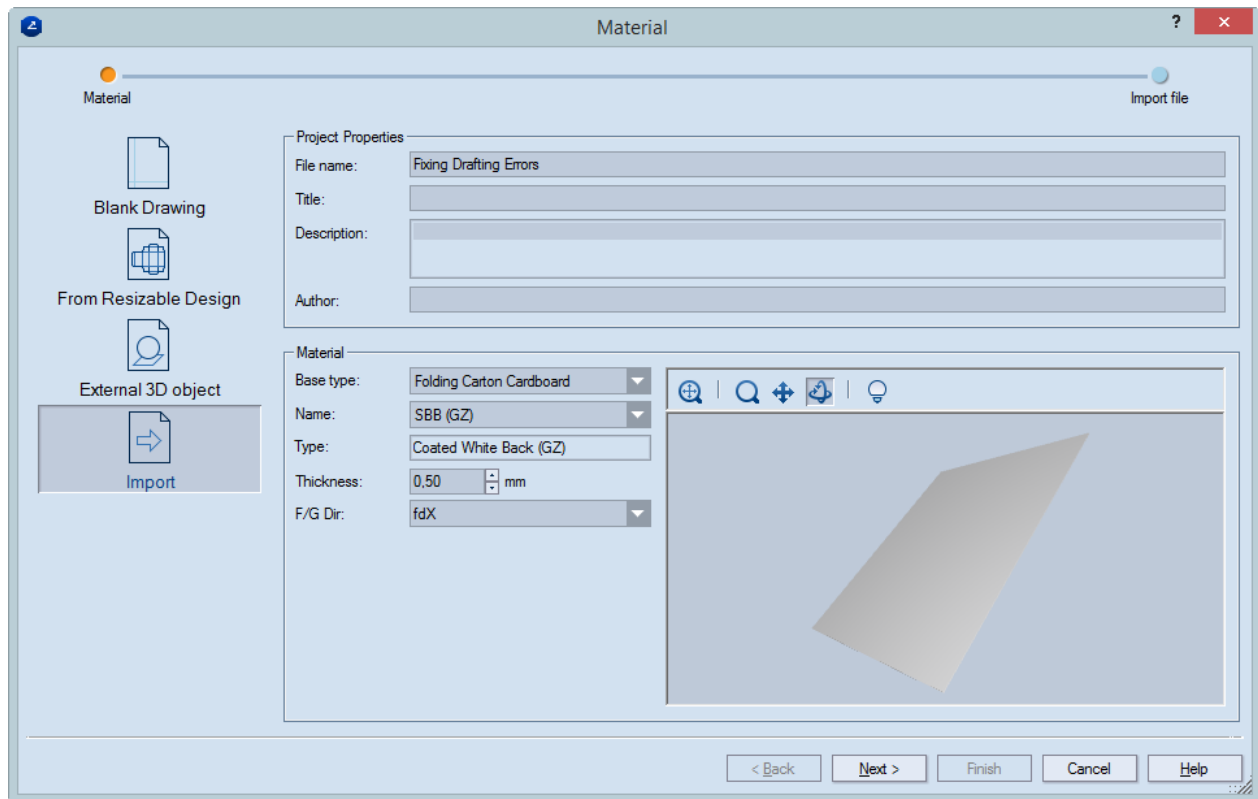 Material
?
Material
Import file
Blank Drawing
From Resizable Design
External 3D object
Import
Project Properties
File name: Fixing Drafting Errors
Title:
Description:
Author:
Material
Base type: Folding Carton Cardboard
Name: SBB (GZ)
Type: Coated White Back (GZ)
Thickness: 0,50 mm
F/G Dir: fdX
< Back Next > Finish Cancel Help